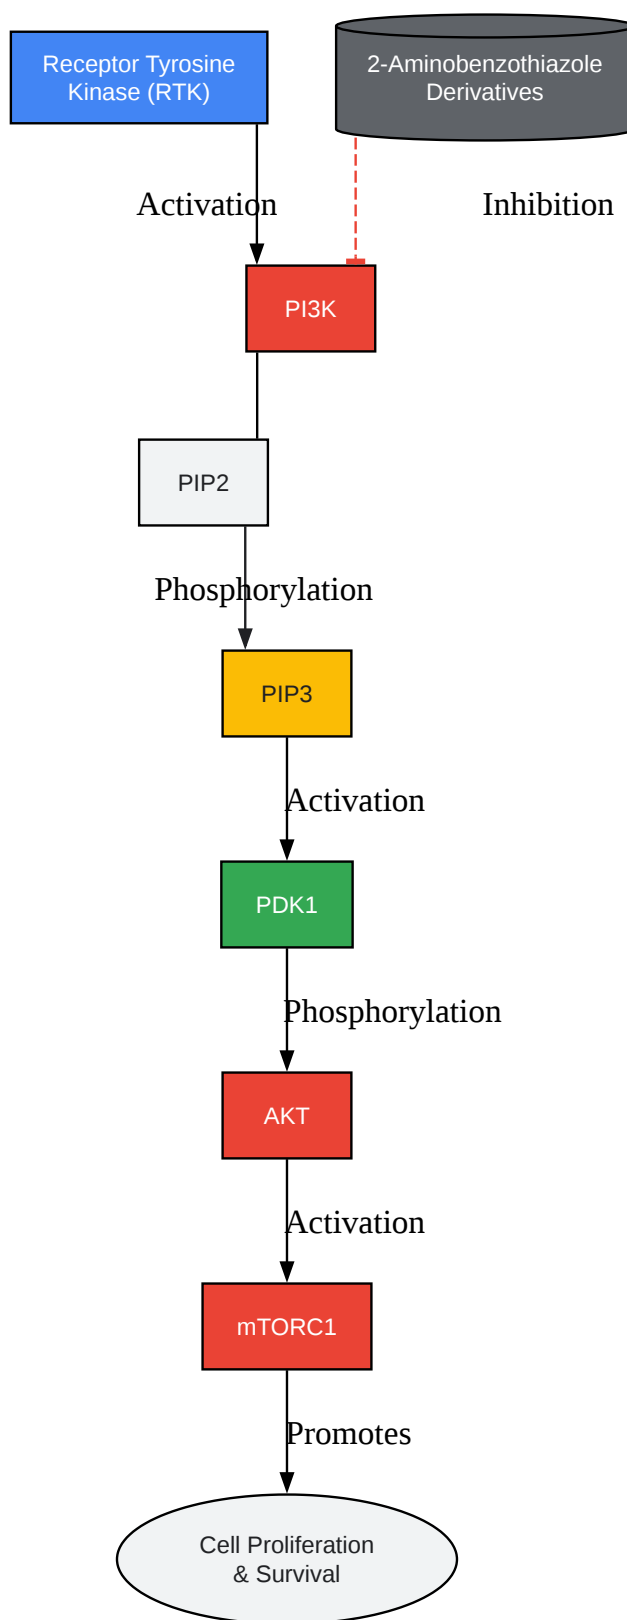 Receptor Tyrosine
Kinase (RTK)
2-Aminobenzothiazole
Derivatives
Activation
Inhibition
PI3K
PIP2
Phosphorylation
PIP3
Activation
PDK1
Phosphorylation
AKT
Activation
mTORC1
Promotes
Cell Proliferation
& Survival